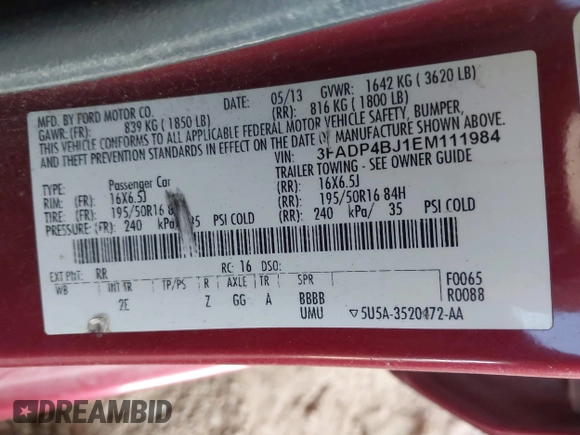 MFD. BY FORD MOTOR CO.
DATE: 05/13 GVWR: 1642 KG ( 3620 LB)
GAWR: (FR): 839 KG ( 1850 LB) (RR): 816 KG ( 1800 LB)
THIS VEHICLE CONFORMS TO ALL APPLICABLE FEDERAL MOTOR VEHICLE SAFETY, BUMPER,
AND THEFT PREVENTION STANDARDS IN EFFECT ON THE DATE OF MANUFACTURE SHOWN ABOVE.
VIN: 3FADP4BJ1EM111984
TYPE: Passenger Car TRAILER TOWING - SEE OWNER GUIDE
RIM: (FR): 16X6.5J (RR): 16X6.5J
TIRE: (FR): 195/50R16 84H (RR): 195/50R16 84H
PRESSURE: (FR): 240 kPa/ 35 PSI COLD (RR): 240 kPa/ 35 PSI COLD
EXT PNT: RR RC: 16 DSO:
WB INT TR TP/PS R AXLE TR SPR F0065
2E Z GG A BBBB R0088
UMU ▽5U5A-3520472-AA
DREAMBID